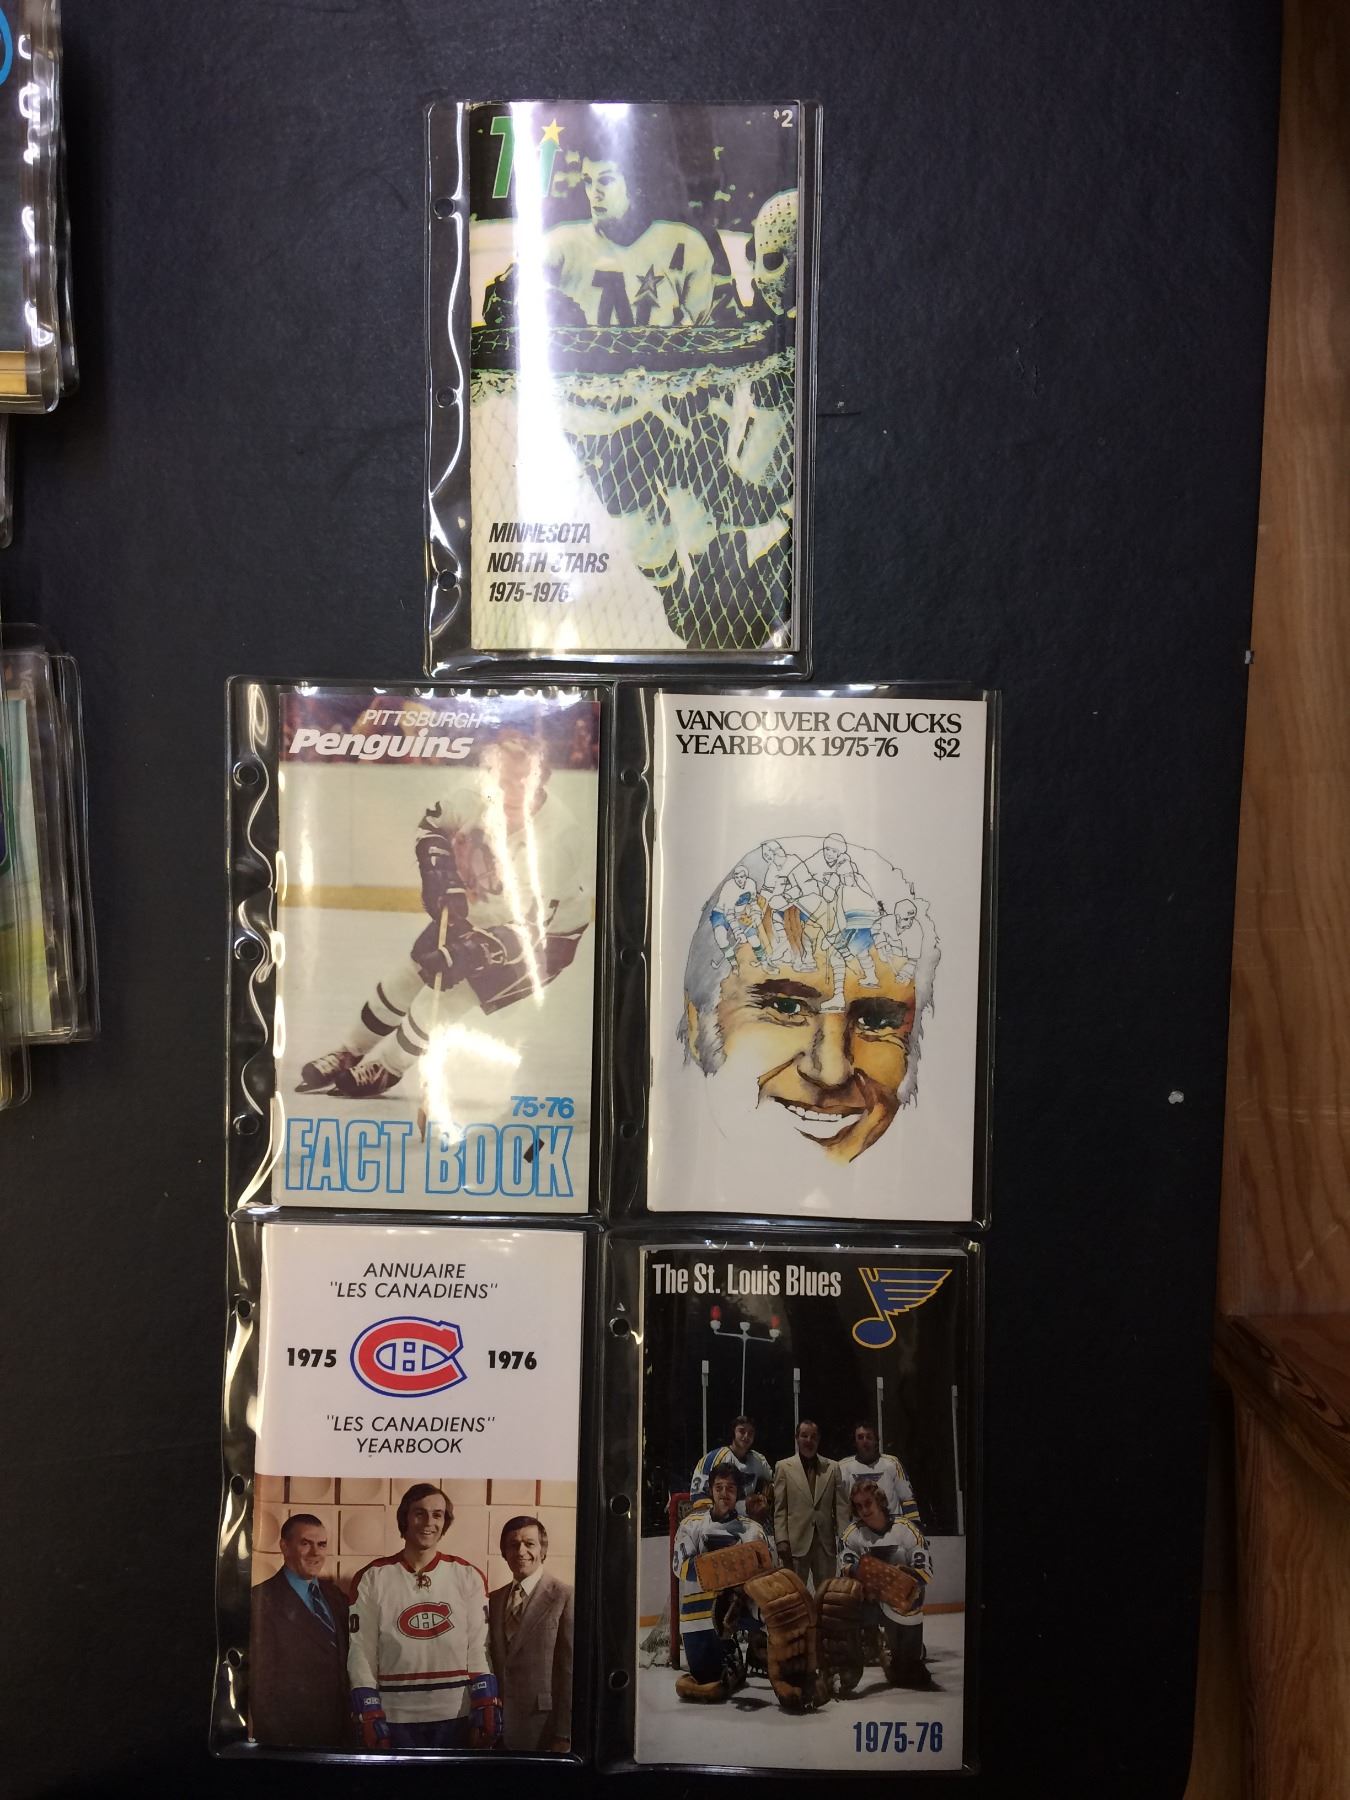 $2
MINNESOTA
NORTH STARS
1975-1976
PITTSBURGH
Penguins
75·76
FACT BOOK
VANCOUVER CANUCKS
YEARBOOK 1975-76 $2
ANNUAIRE
"LES CANADIENS"
1975 1976
"LES CANADIENS"
YEARBOOK
The St. Louis Blues
1975-76